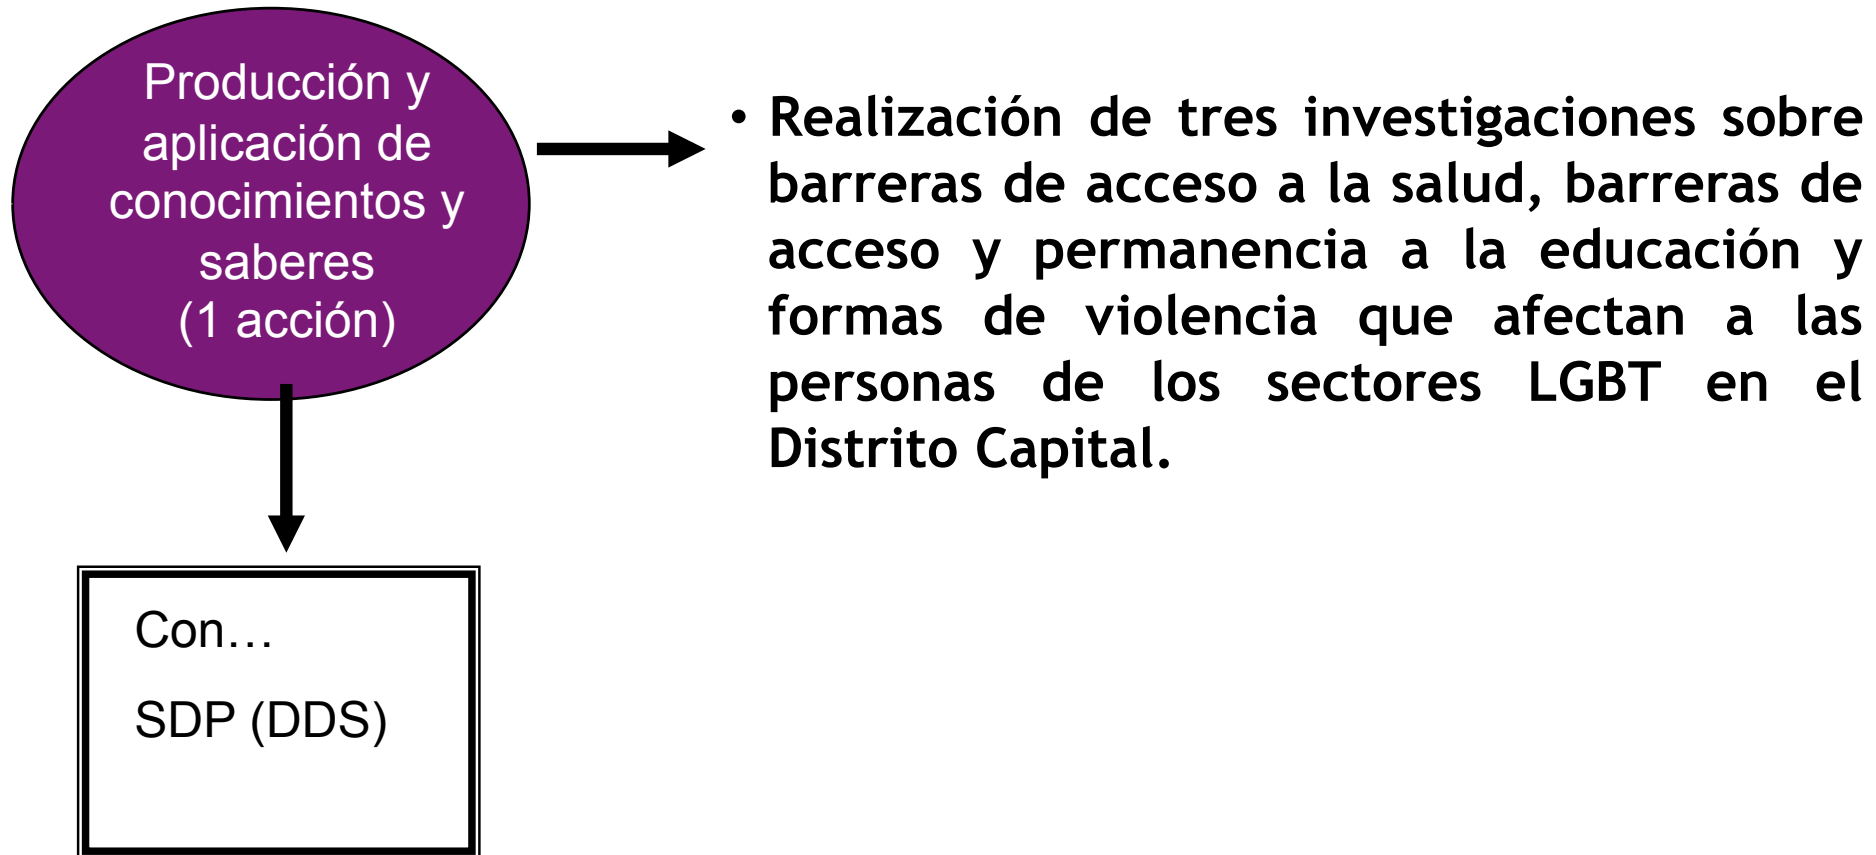 Producción y
aplicación de
conocimientos y
saberes
(1 acción)
• Realización de tres investigaciones sobre
barreras de acceso a la salud, barreras de
acceso y permanencia a la educación y
formas de violencia que afectan a las
personas de los sectores LGBT en el
Distrito Capital.
Con…
SDP (DDS)